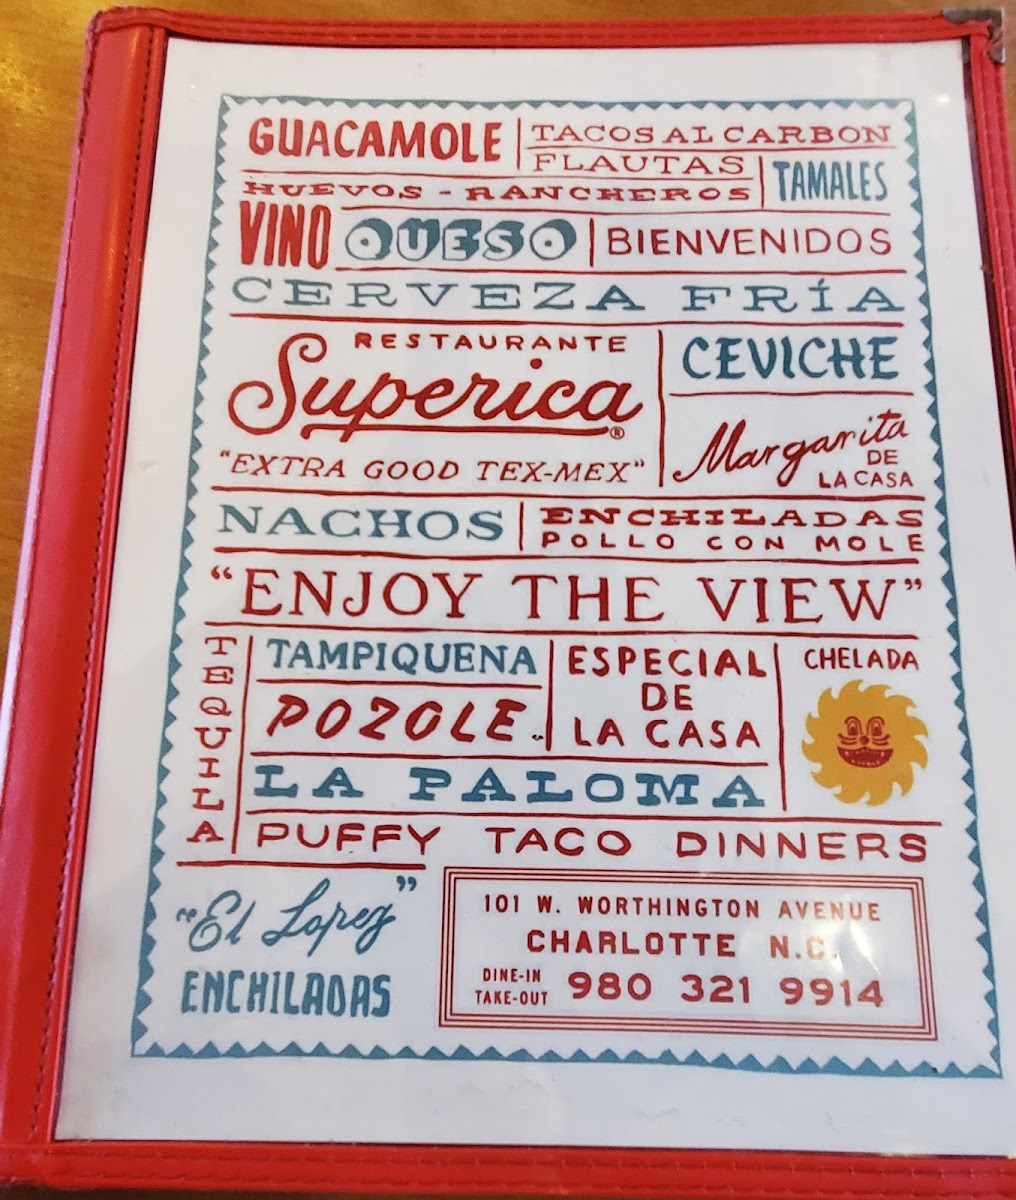 GUACAMOLE
TACOS AL CARBON
FLAUTAS
TAMALES
HUEVOS - RANCHEROS
VINO
QUESO
BIENVENIDOS
CERVEZA FRÍA
RESTAURANTE
Superica®
"EXTRA GOOD TEX-MEX"
CEVICHE
Margarita
DE
LA CASA
NACHOS
ENCHILADAS
POLLO CON MOLE
"ENJOY THE VIEW"
TEQUILA
TAMPIQUENA
POZOLE
ESPECIAL
DE
LA CASA
CHELADA
LA PALOMA
PUFFY TACO DINNERS
"El Lopez"
ENCHILADAS
101 W. WORTHINGTON AVENUE
CHARLOTTE N.C.
DINE-IN
TAKE-OUT
980 321 9914